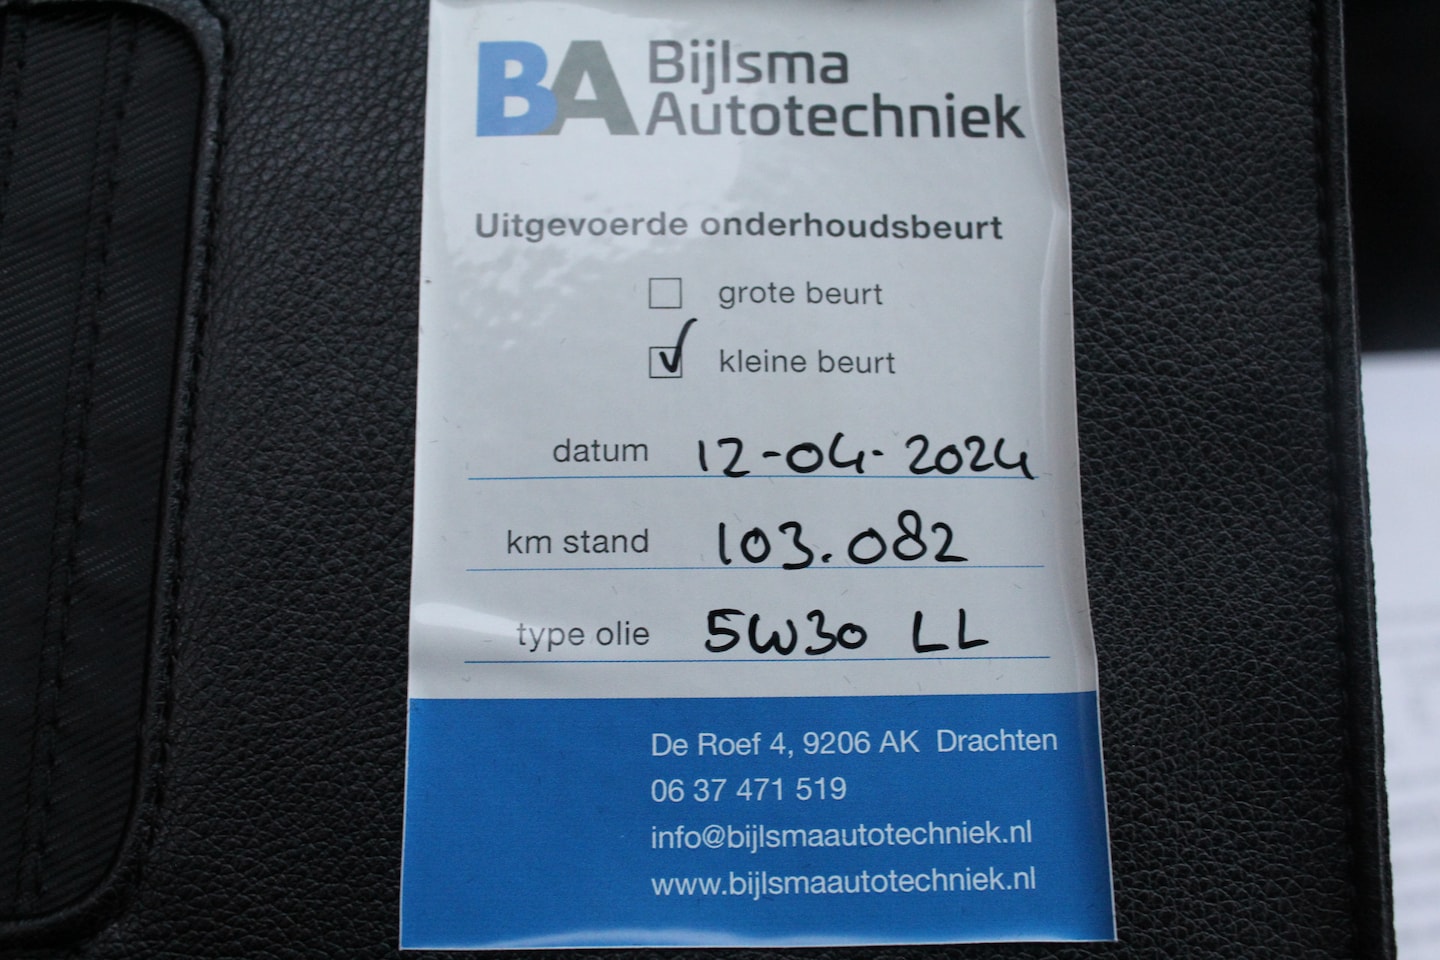 BA Bijlsma
Autotechniek
Uitgevoerde onderhoudsbeurt
grote beurt
kleine beurt
datum 12-04-2024
km stand 103.082
type olie 5W30 LL
De Roef 4, 9206 AK Drachten
06 37 471 519
info@bijlsmaautotechniek.nl
www.bijlsmaautotechniek.nl